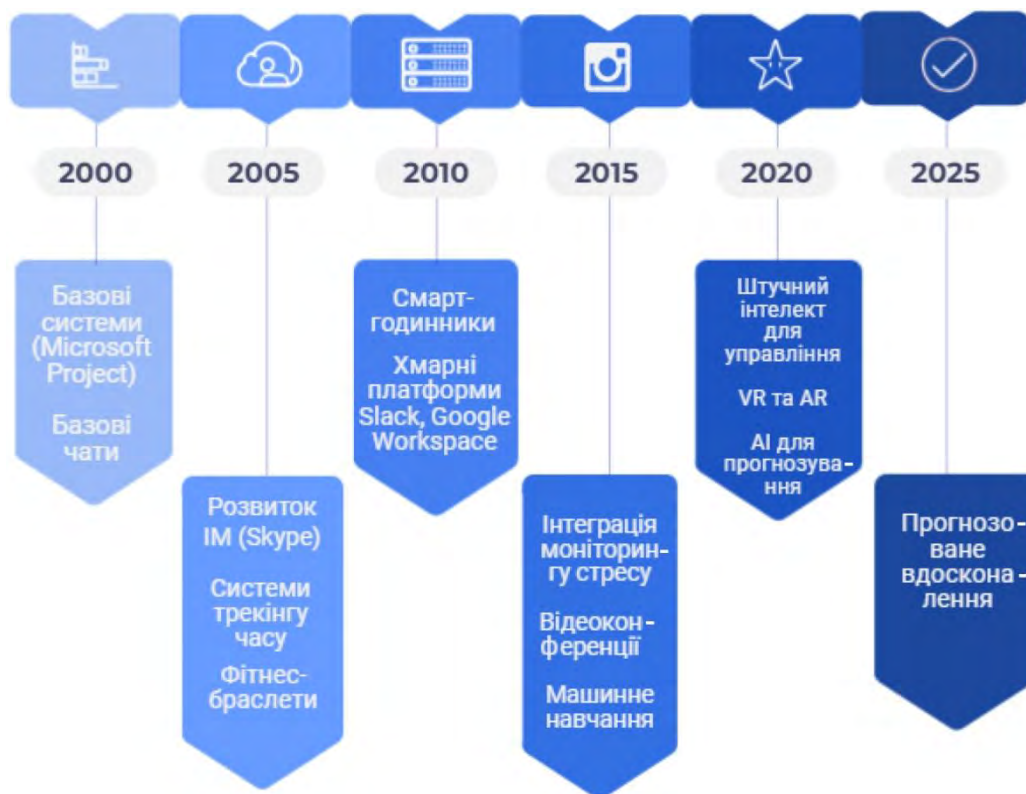 2000
2005
2010
2015
2020
2025
Базові
системи
(Microsoft
Project)
Базові
чати
Розвиток
ІМ (Skype)
Системи
трекінгу
часу
Фітнес-
браслети
Смарт-
годинники
Хмарні
платформи
Slack, Google
Workspace
Інтеграція
моніторин-
гу стресу
Відеокон-
ференції
Машинне
навчання
Штучний
інтелект
для
управління
VR та AR
АІ для
прогнозува-
ння
Прогнозо-
ване
вдоскона-
лення